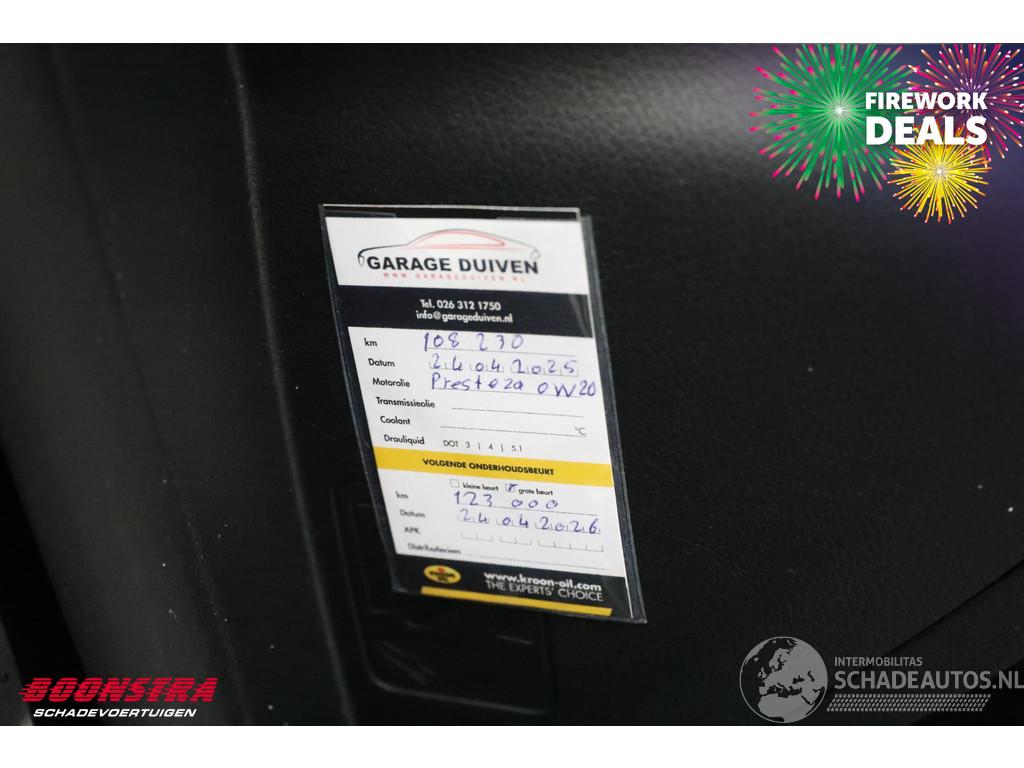 FIREWORK
DEALS
GARAGE DUIVEN
WWW.GARAGEDUIVEN.NL
Tel. 026 312 1750
info@garageduiven.nl
km 108 230
Datum 24 04 2025
Motorolie Presteza 0W20
Transmissieolie
Coolant °C
Drauliquid DOT 3 | 4 | 5.1
VOLGENDE ONDERHOUDSBEURT
kleine beurt grote beurt
km 123 000
Datum 24 04 2026
APK
Distributieriem
KROON OIL
www.kroon-oil.com
THE EXPERTS' CHOICE
BOONSTRA
SCHADEVOERTUIGEN
INTERMOBILITAS
SCHADEAUTOS.NL